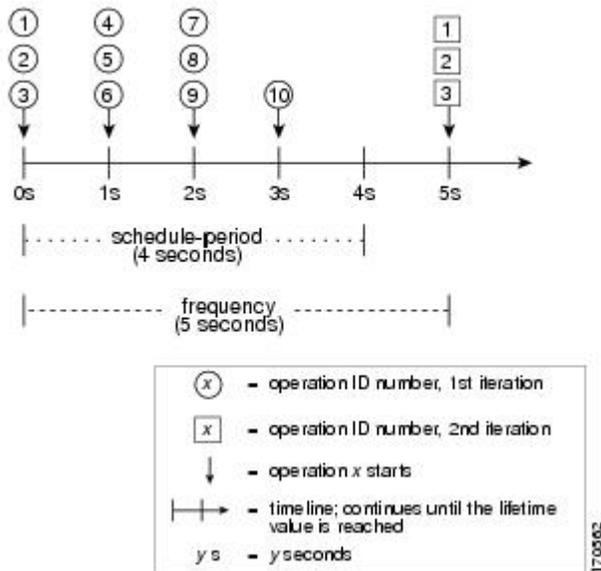 1 4 7 1
2 5 8 2
3 6 9 10 3
0s 1s 2s 3s 4s 5s
schedule-period
(4 seconds)
frequency
(5 seconds)
x = operation ID number, 1st iteration
x = operation ID number, 2nd iteration
= operation x starts
= timeline; continues until the lifetime
value is reached
y s = y seconds
170562